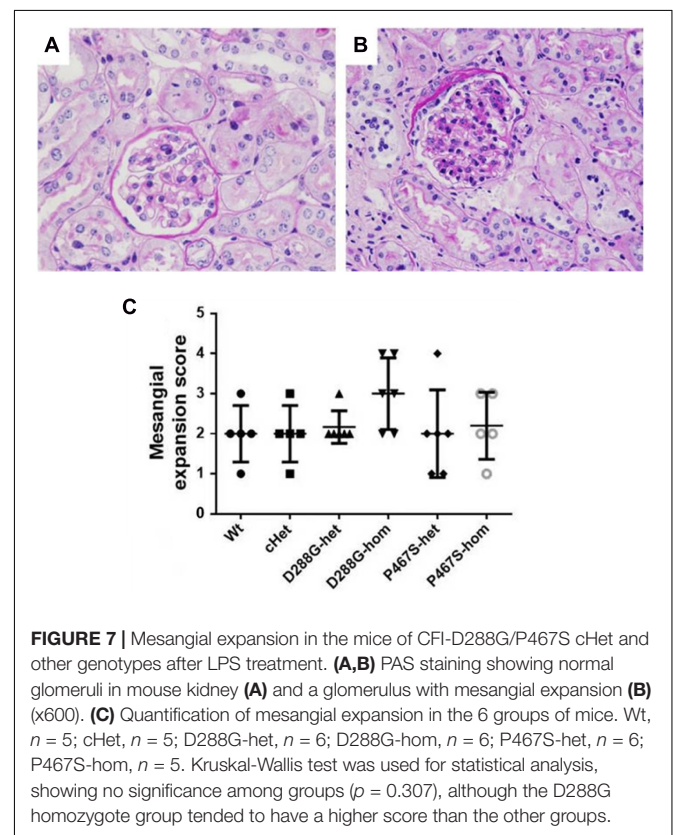 A
B
C
5
4
3
2
1
0
Mesangial
expansion score
Wt
cHet
D288G-het
D288G-hom
P467S-het
P467S-hom
FIGURE 7 | Mesangial expansion in the mice of CFI-D288G/P467S cHet and
other genotypes after LPS treatment. (A,B) PAS staining showing normal
glomeruli in mouse kidney (A) and a glomerulus with mesangial expansion (B)
(x600). (C) Quantification of mesangial expansion in the 6 groups of mice. Wt,
n = 5; cHet, n = 5; D288G-het, n = 6; D288G-hom, n = 6; P467S-het, n = 6;
P467S-hom, n = 5. Kruskal-Wallis test was used for statistical analysis,
showing no significance among groups (p = 0.307), although the D288G
homozygote group tended to have a higher score than the other groups.